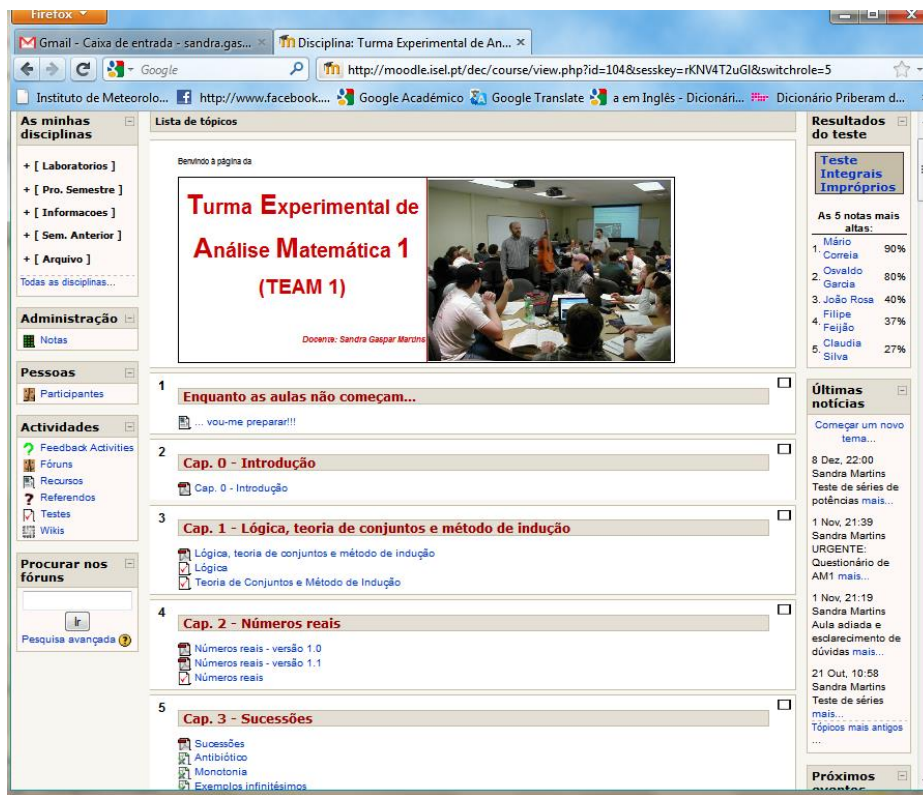 Firefox
Gmail - Caixa de entrada - sandra.gas...
Disciplina: Turma Experimental de An...
Google
http://moodle.isel.pt/dec/course/view.php?id=104&sesskey=rKNV4T2uGI&switchrole=5
Instituto de Meteorolo... http://www.facebook.... Google Académico Google Translate a em Inglês - Dicionári... Dicionário Priberam d...
As minhas
disciplinas
+ [ Laboratorios ]
+ [ Pro. Semestre ]
+ [ Informacoes ]
+ [ Sem. Anterior ]
+ [ Arquivo ]
Todas as disciplinas...
Administração
Notas
Pessoas
Participantes
Actividades
Feedback Activities
Fóruns
Recursos
Referendos
Testes
Wikis
Procurar nos
fóruns
Ir
Pesquisa avançada
Lista de tópicos
Benvindo à página da
Turma Experimental de
Análise Matemática 1
(TEAM 1)
Docente: Sandra Gaspar Martins
1
Enquanto as aulas não começam...
... vou-me preparar!!!
2
Cap. 0 - Introdução
Cap. 0 - Introdução
3
Cap. 1 - Lógica, teoria de conjuntos e método de indução
Lógica, teoria de conjuntos e método de indução
Lógica
Teoria de Conjuntos e Método de Indução
4
Cap. 2 - Números reais
Números reais - versão 1.0
Números reais - versão 1.1
Números reais
5
Cap. 3 - Sucessões
Sucessões
Antibiótico
Monotonia
Exemplos infinitésimos
Resultados
do teste
Teste
Integrais
Impróprios
As 5 notas mais
altas:
1. Mário Correia 90%
2. Osvaldo Garcia 80%
3. João Rosa 40%
4. Filipe Feijão 37%
5. Claudia Silva 27%
Últimas
notícias
Começar um novo
tema...
8 Dez, 22:00
Sandra Martins
Teste de séries de
potências mais...
1 Nov, 21:39
Sandra Martins
URGENTE:
Questionário de
AM1 mais...
1 Nov, 21:19
Sandra Martins
Aula adiada e
esclarecimento de
dúvidas mais...
21 Out, 10:58
Sandra Martins
Teste de séries
mais...
Tópicos mais antigos
...
Próximos
eventos